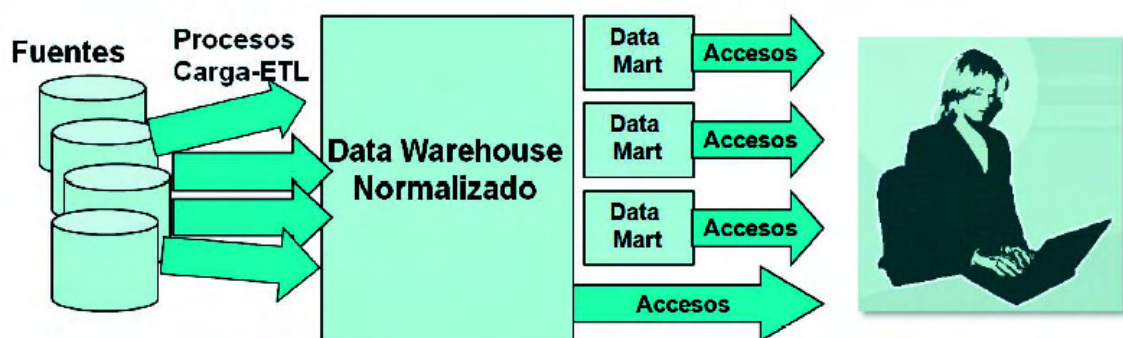 Fuentes
Procesos
Carga-ETL
Data Warehouse
Normalizado
Data
Mart
Accesos
Data
Mart
Accesos
Data
Mart
Accesos
Accesos